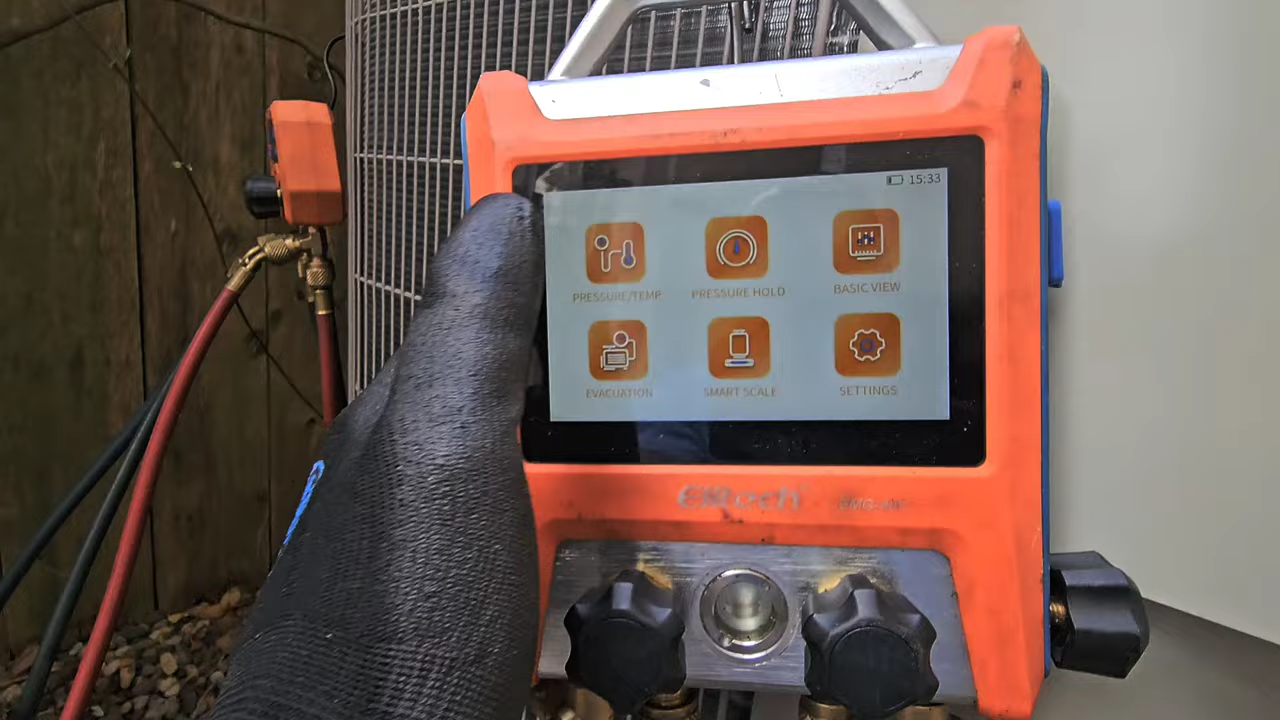 15:33
PRESSURE/TEMP
PRESSURE HOLD
BASIC VIEW
EVACUATION
SMART SCALE
SETTINGS